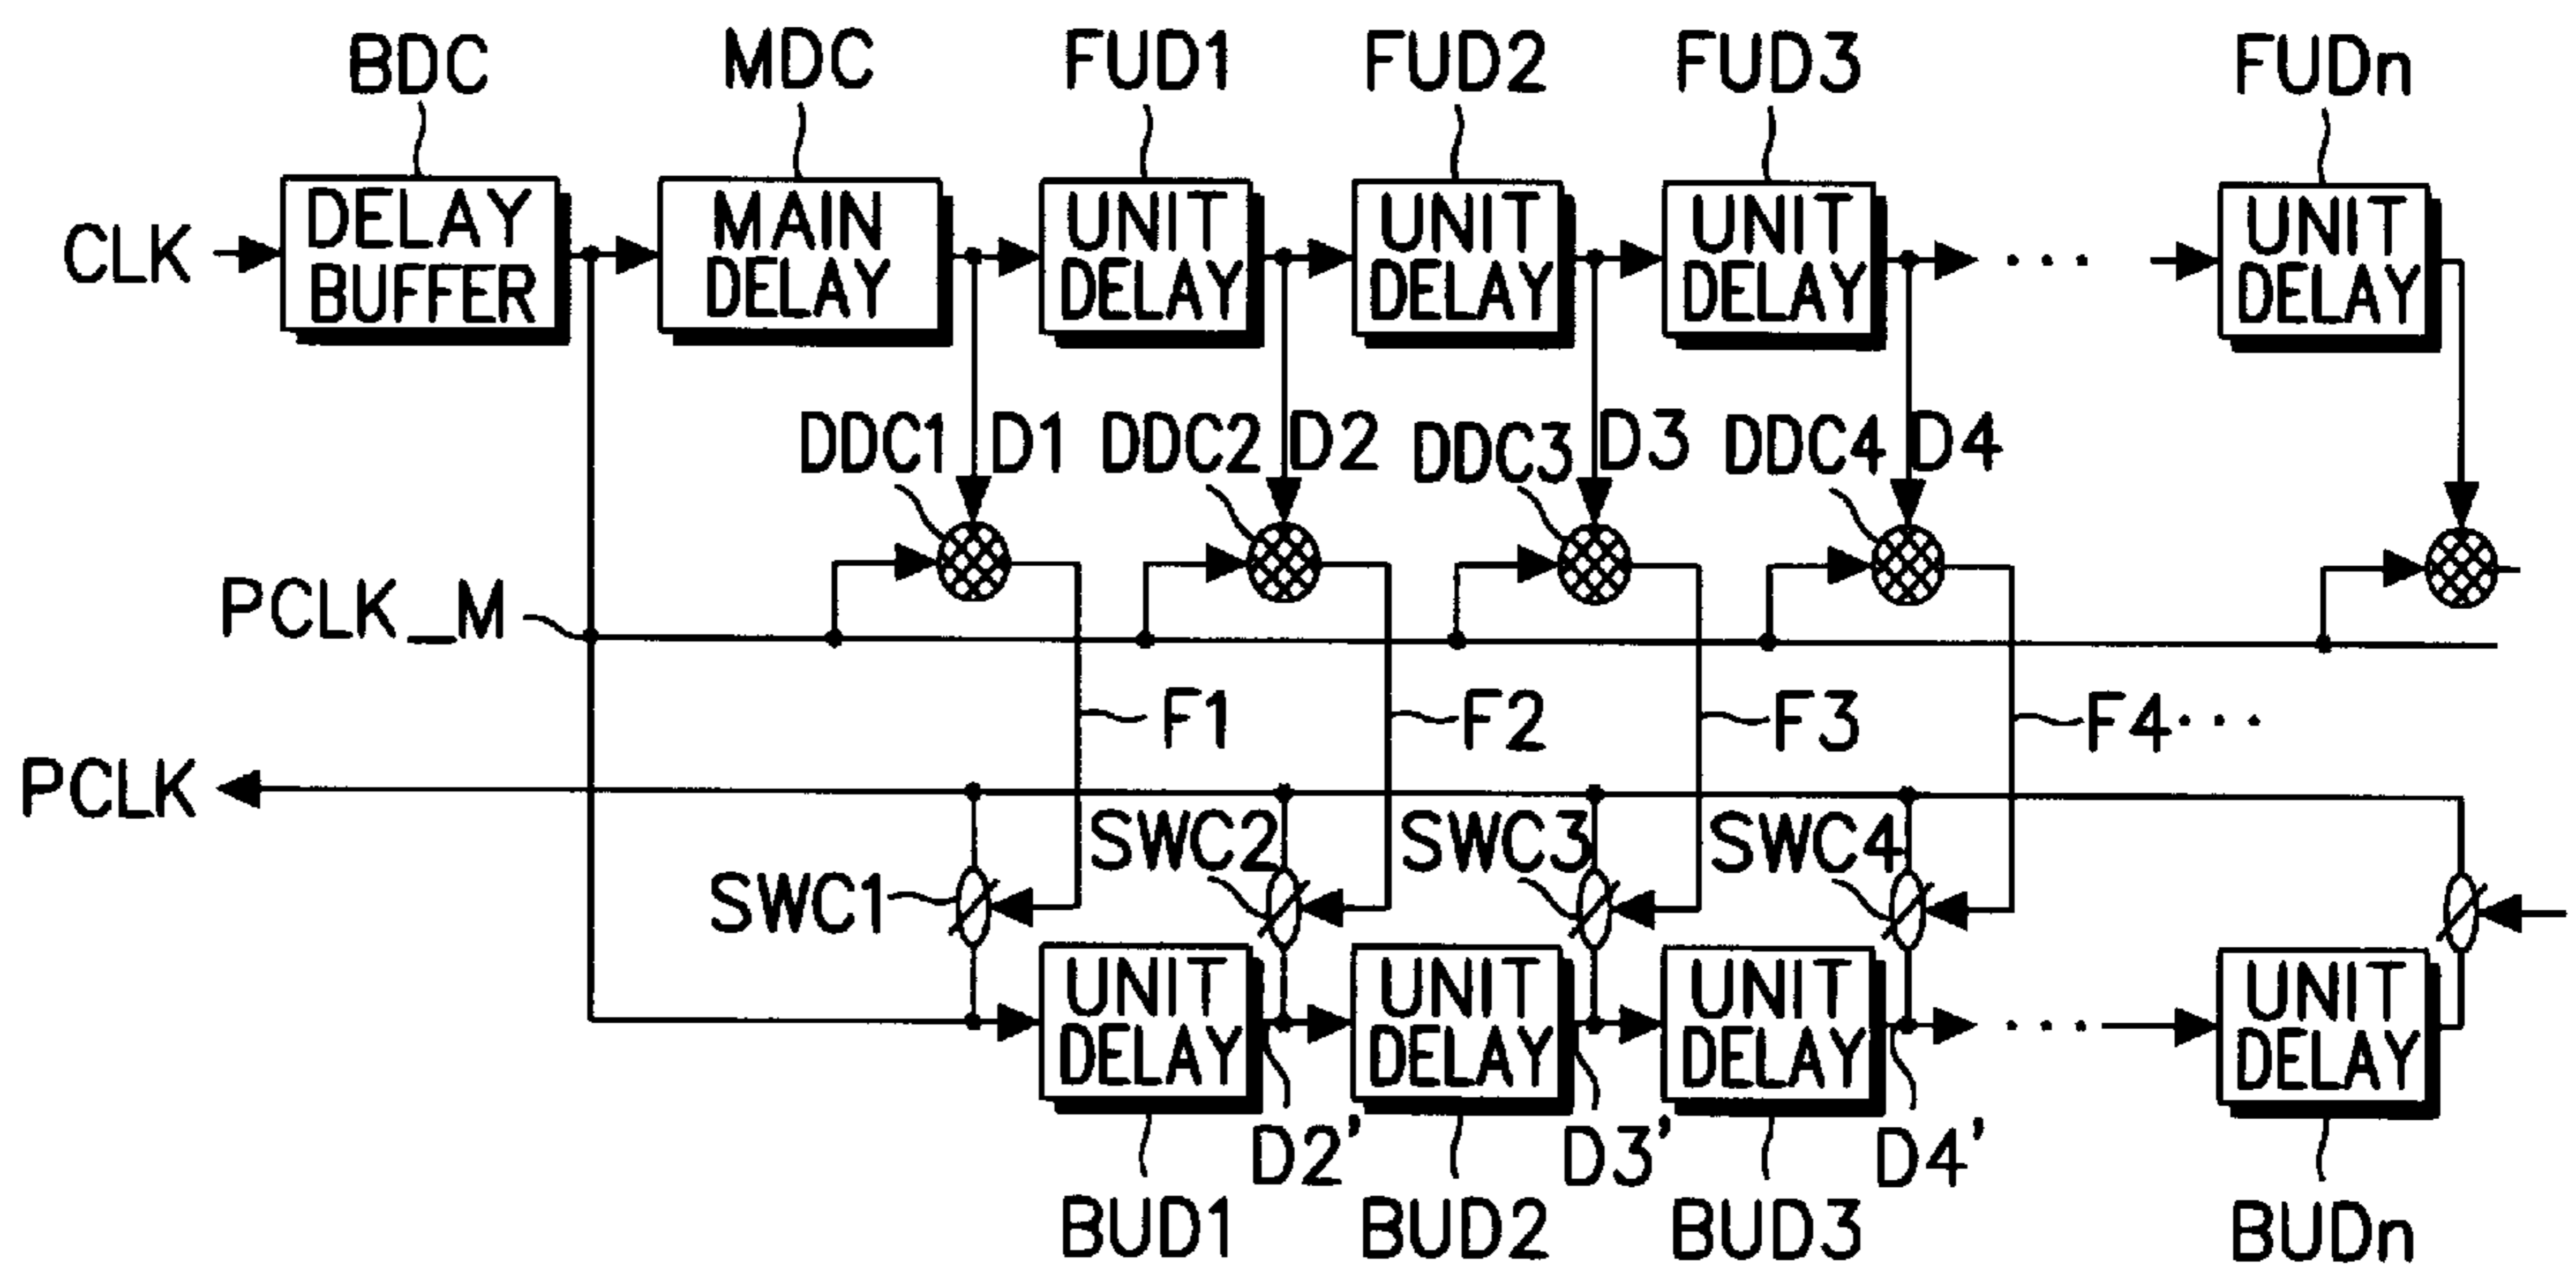 BDC MDC FUD1 FUD2 FUD3 FUDn
CLK
DELAY BUFFER
MAIN DELAY
UNIT DELAY
UNIT DELAY
UNIT DELAY
· · ·
UNIT DELAY
DDC1 D1 DDC2 D2 DDC3 D3 DDC4 D4
PCLK_M
F1 F2 F3 F4 · · ·
PCLK
SWC1 SWC2 SWC3 SWC4
UNIT DELAY
UNIT DELAY
UNIT DELAY
· · ·
UNIT DELAY
D2' D3' D4'
BUD1 BUD2 BUD3 BUDn